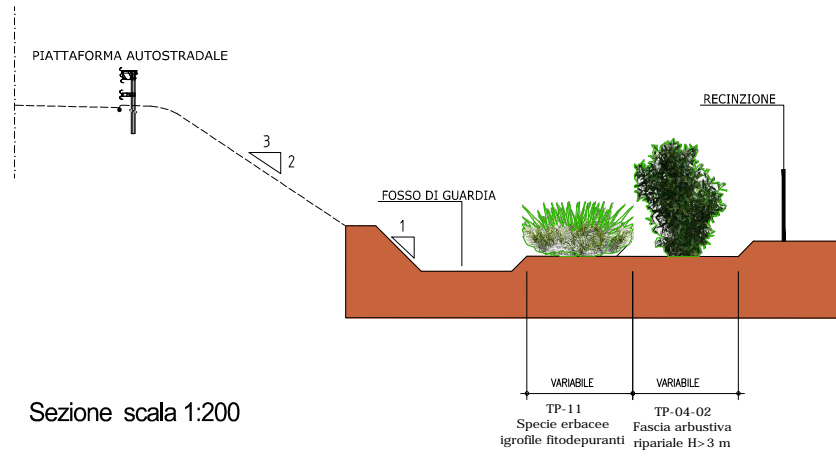 PIATTAFORMA AUTOSTRADALE
RECINZIONE
3
2
FOSSO DI GUARDIA
1
VARIABILE
VARIABILE
TP-11
Specie erbacee
igrofile fitodepuranti
TP-04-02
Fascia arbustiva
ripariale H>3 m
Sezione scala 1:200